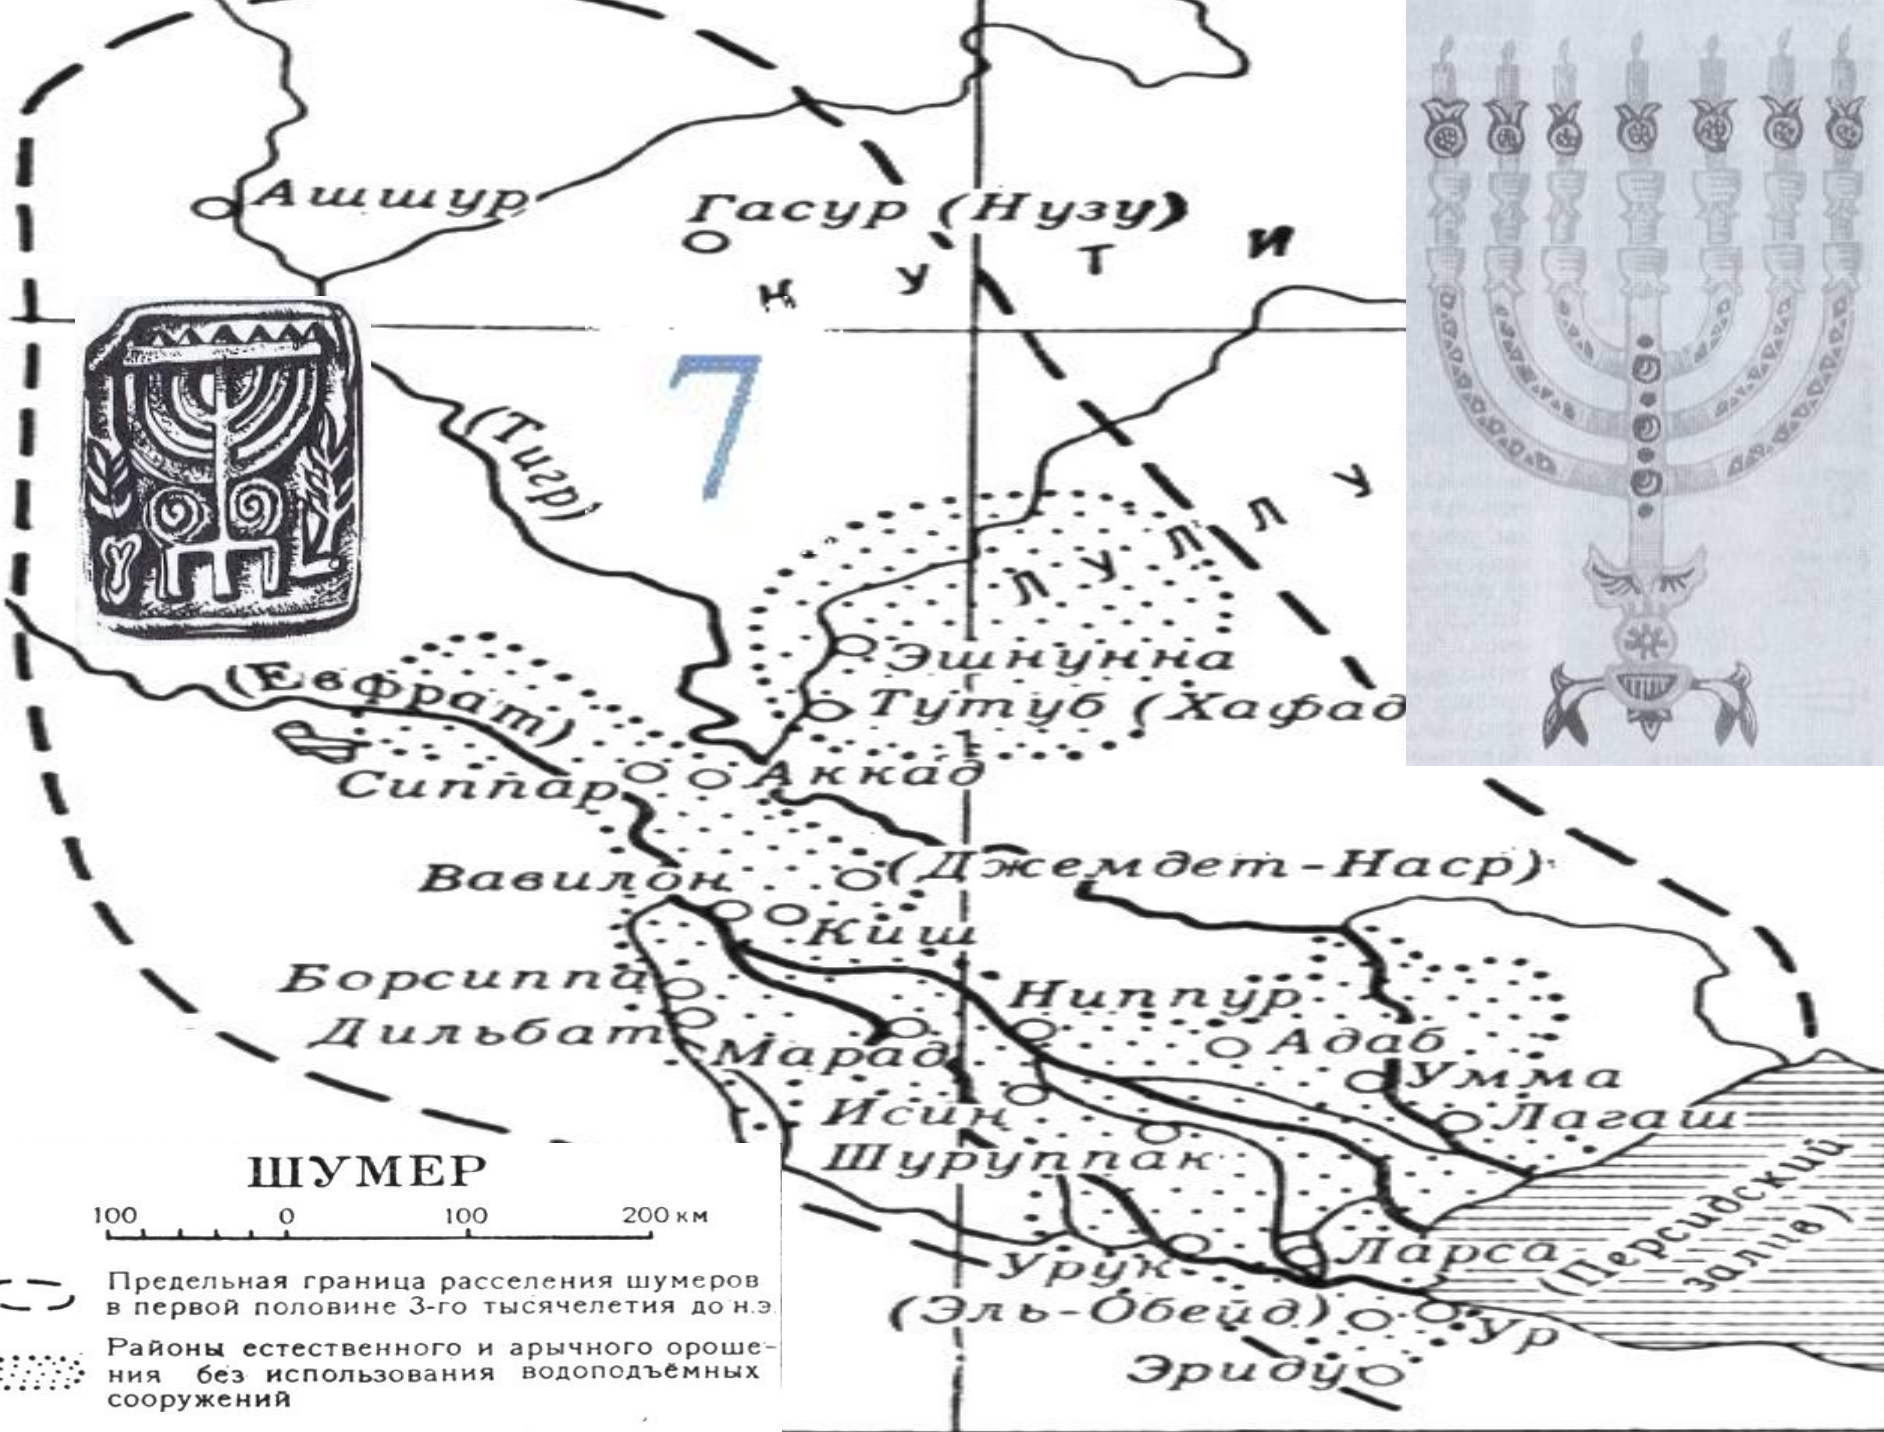 Ашшур
Гасур (Нузу)
К У Т И
7
(Тигр)
Л У Л Л У
(Евфрат)
Эшнунна
Тутуб (Хафад
Аккад
Сиппар
(Джемдет-Наср)
Вавилон
Киш
Борсиппа
Ниппур
Дильбат
Адаб
Марад
Умма
Исин
Лагаш
Шуруппак
(Персидский
залив)
Урук
Ларса
(Эль-Обейд)
Ур
Эриду
ШУМЕР
100 0 100 200 км
Предельная граница расселения шумеров
в первой половине 3-го тысячелетия до н.э.
Районы естественного и арычного ороше-
ния без использования водоподъёмных
сооружений